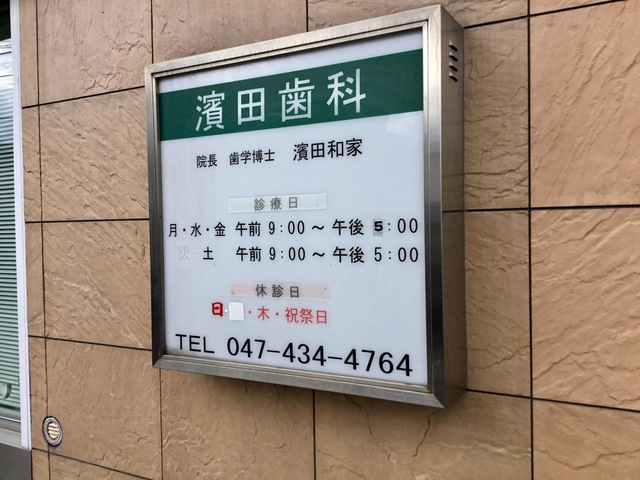 濱田歯科
院長 歯学博士 濱田和家
診療日
月・水・金 午前 9:00 ～ 午後 5:00
火 土 午前 9:00 ～ 午後 5:00
休診日
日・ ・木・祝祭日
TEL 047-434-4764